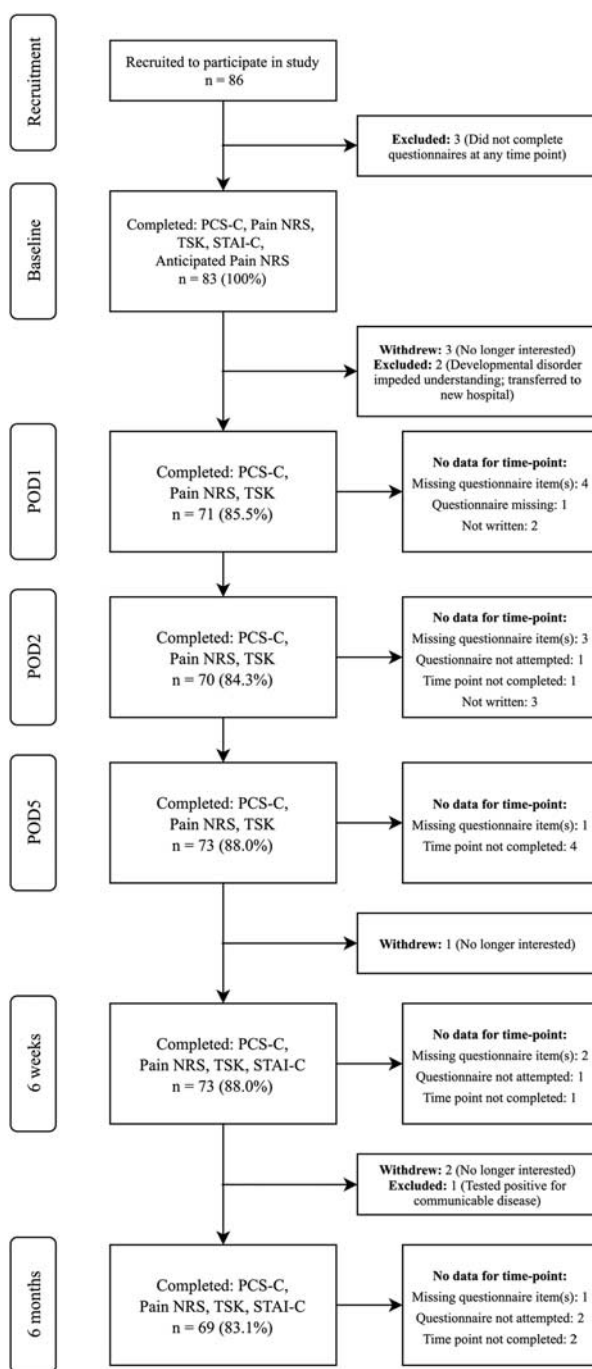 Recruitment
Recruited to participate in study
n = 86
Excluded: 3 (Did not complete
questionnaires at any time point)
Baseline
Completed: PCS-C, Pain NRS,
TSK, STAI-C,
Anticipated Pain NRS
n = 83 (100%)
Withdrew: 3 (No longer interested)
Excluded: 2 (Developmental disorder
impeded understanding; transferred to
new hospital)
POD1
Completed: PCS-C,
Pain NRS, TSK
n = 71 (85.5%)
No data for time-point:
Missing questionnaire item(s): 4
Questionnaire missing: 1
Not written: 2
POD2
Completed: PCS-C,
Pain NRS, TSK
n = 70 (84.3%)
No data for time-point:
Missing questionnaire item(s): 3
Questionnaire not attempted: 1
Time point not completed: 1
Not written: 3
POD5
Completed: PCS-C,
Pain NRS, TSK
n = 73 (88.0%)
No data for time-point:
Missing questionnaire item(s): 1
Time point not completed: 4
Withdrew: 1 (No longer interested)
6 weeks
Completed: PCS-C,
Pain NRS, TSK, STAI-C
n = 73 (88.0%)
No data for time-point:
Missing questionnaire item(s): 2
Questionnaire not attempted: 1
Time point not completed: 1
Withdrew: 2 (No longer interested)
Excluded: 1 (Tested positive for
communicable disease)
6 months
Completed: PCS-C,
Pain NRS, TSK, STAI-C
n = 69 (83.1%)
No data for time-point:
Missing questionnaire item(s): 1
Questionnaire not attempted: 2
Time point not completed: 2